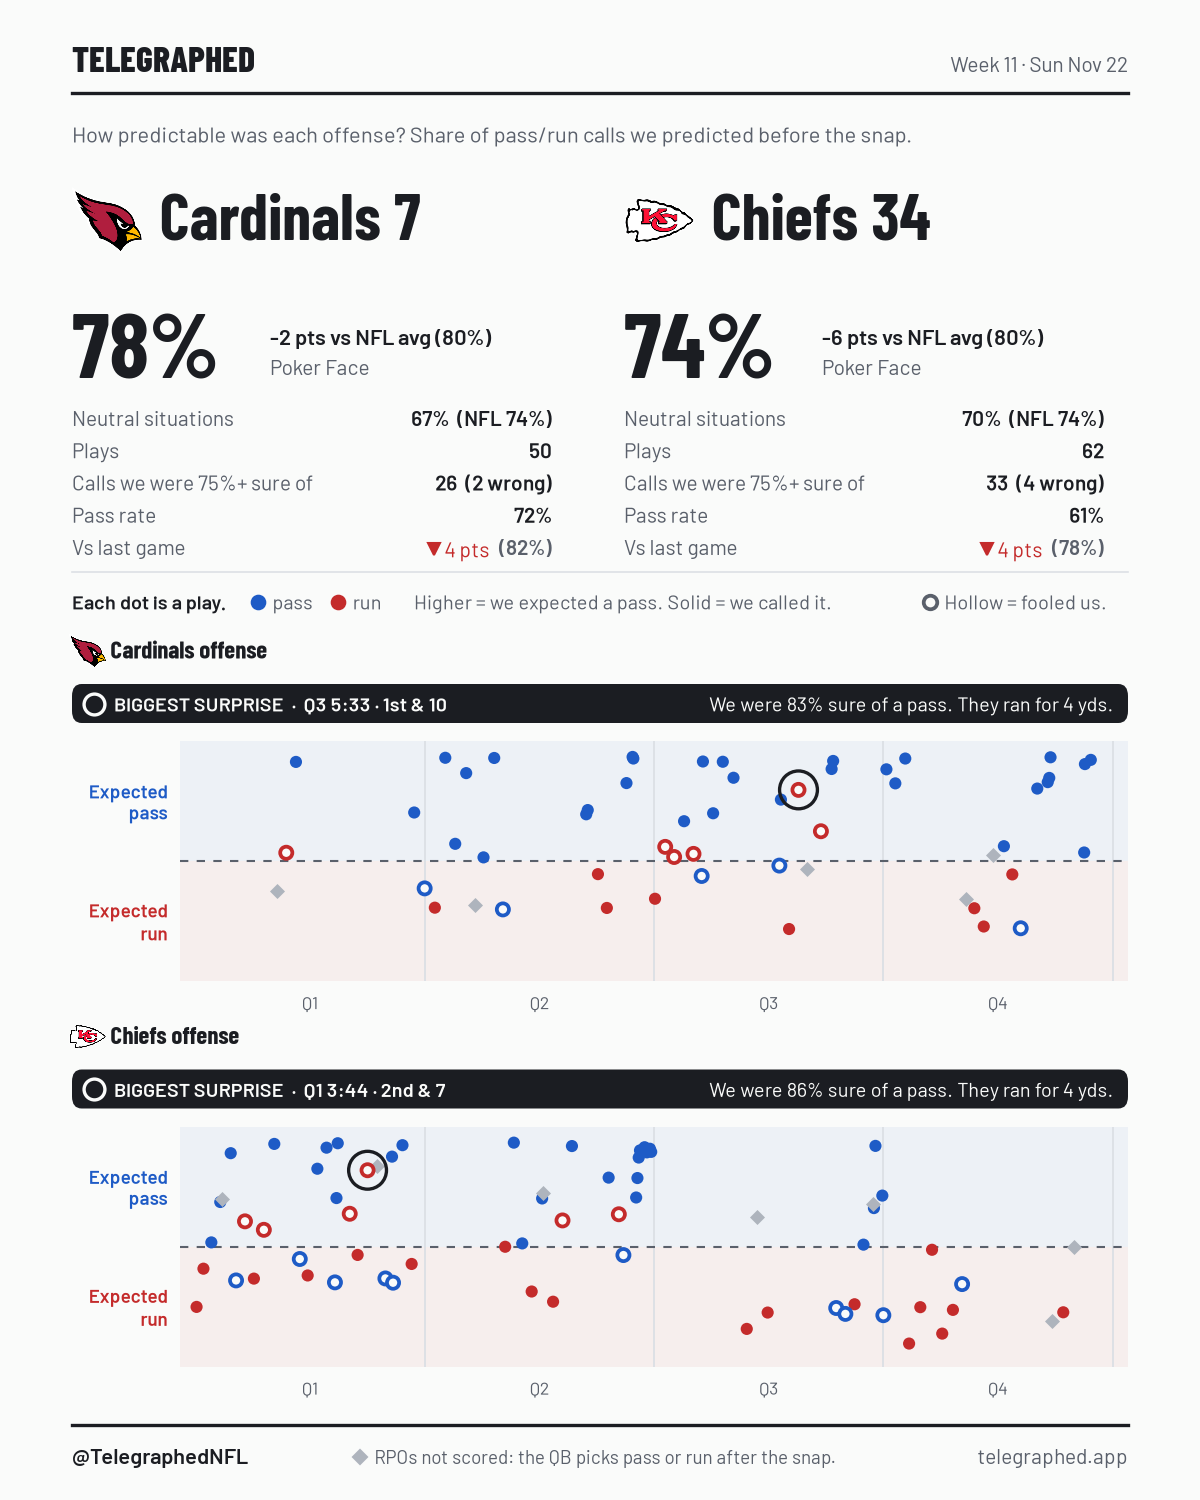 TELEGRAPHED
Week 11 · Sun Nov 22
How predictable was each offense? Share of pass/run calls we predicted before the snap.
Cardinals 7
KC Chiefs 34
78%
-2 pts vs NFL avg (80%)
Poker Face
74%
-6 pts vs NFL avg (80%)
Poker Face
Neutral situations 67% (NFL 74%)
Plays 50
Calls we were 75%+ sure of 26 (2 wrong)
Pass rate 72%
Vs last game ▼4 pts (82%)
Neutral situations 70% (NFL 74%)
Plays 62
Calls we were 75%+ sure of 33 (4 wrong)
Pass rate 61%
Vs last game ▼4 pts (78%)
Each dot is a play. pass run Higher = we expected a pass. Solid = we called it. Hollow = fooled us.
Cardinals offense
BIGGEST SURPRISE · Q3 5:33 · 1st & 10 We were 83% sure of a pass. They ran for 4 yds.
Expected
pass
Expected
run
Q1 Q2 Q3 Q4
KC Chiefs offense
BIGGEST SURPRISE · Q1 3:44 · 2nd & 7 We were 86% sure of a pass. They ran for 4 yds.
Expected
pass
Expected
run
Q1 Q2 Q3 Q4
@TelegraphedNFL
RPOs not scored: the QB picks pass or run after the snap.
telegraphed.app